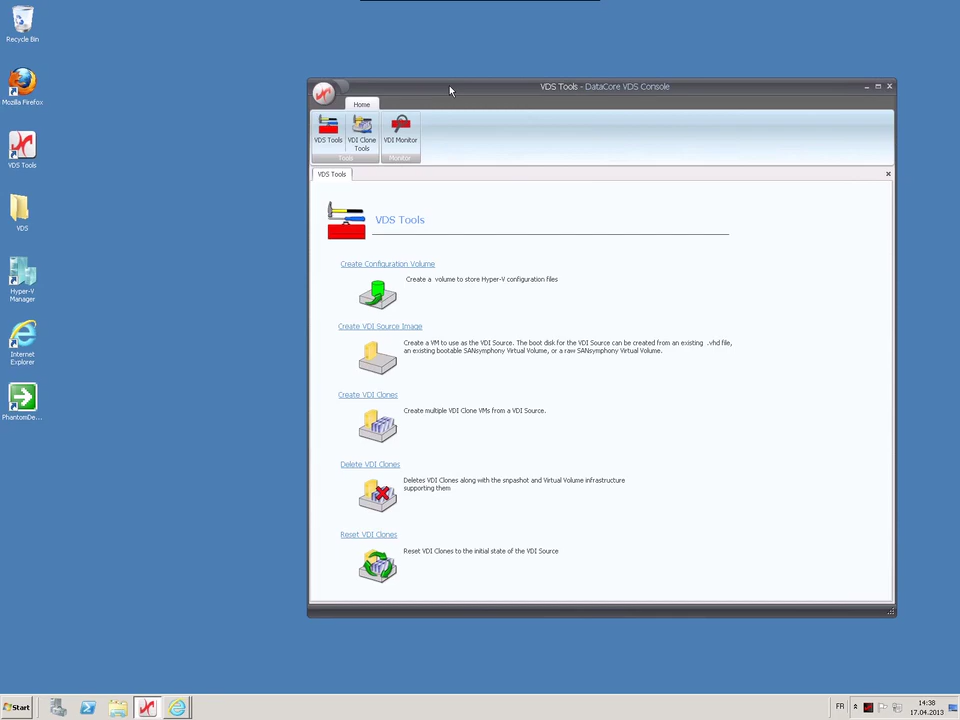 Recycle Bin
Mozilla Firefox
VDS Tools
VDS
Hyper-V
Manager
Internet
Explorer
PhantomDe...
VDS Tools - DataCore VDS Console
Home
VDS Tools
VDI Clone
Tools
VDI Monitor
Tools
Monitor
VDS Tools
VDS Tools
Create Configuration Volume
Create a volume to store Hyper-V configuration files
Create VDI Source Image
Create a VM to use as the VDI Source. The boot disk for the VDI Source can be created from an existing .vhd file,
an existing bootable SANsymphony Virtual Volume, or a raw SANsymphony Virtual Volume.
Create VDI Clones
Create multiple VDI Clone VMs from a VDI Source.
Delete VDI Clones
Deletes VDI Clones along with the snpashot and Virtual Volume infrastructure
supporting them
Reset VDI Clones
Reset VDI Clones to the initial state of the VDI Source
Start
FR
14:38
17.04.2013